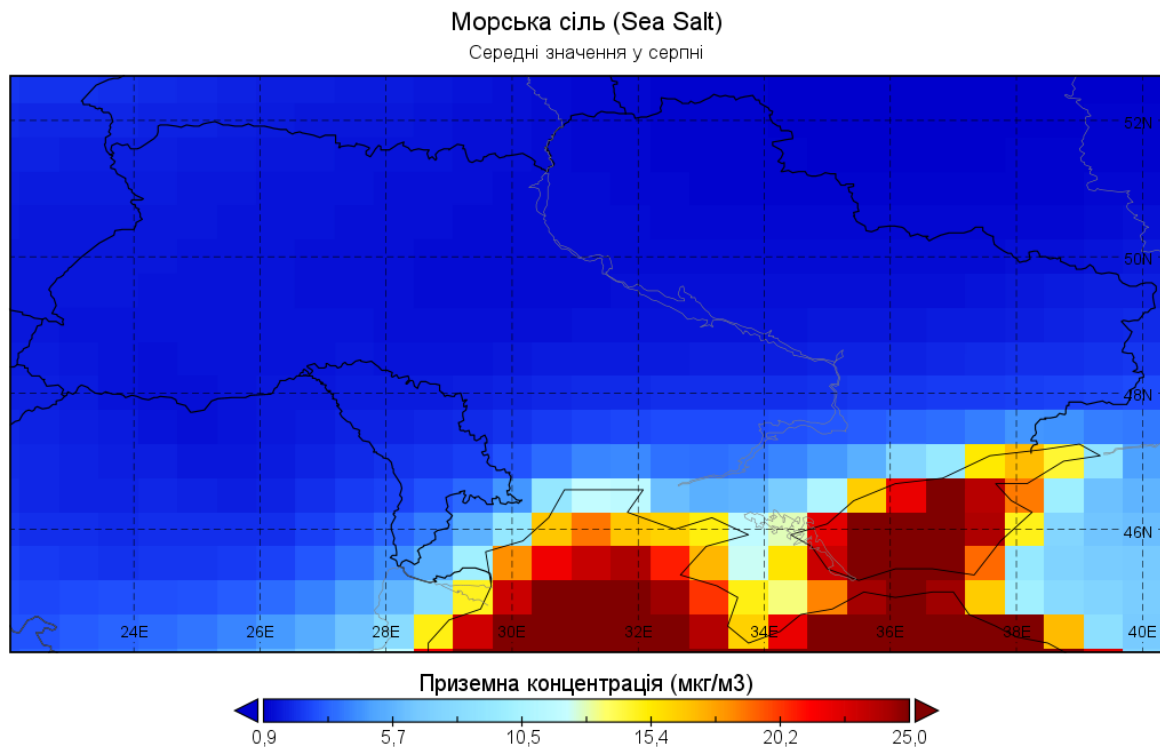 Морська сіль (Sea Salt)
Середні значення у серпні
52N
50N
48N
46N
24E 26E 28E 30E 32E 34E 36E 38E 40E
Приземна концентрація (мкг/м3)
0,9 5,7 10,5 15,4 20,2 25,0